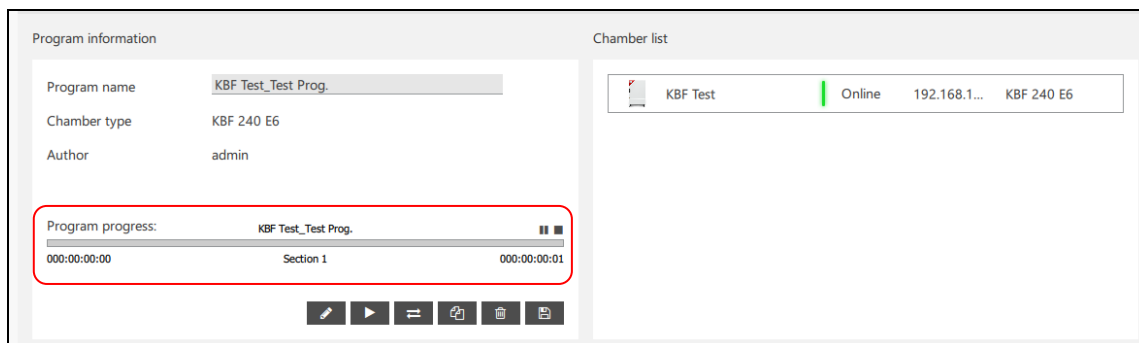 Program information
Program name KBF Test_Test Prog.
Chamber type KBF 240 E6
Author admin
Program progress: KBF Test_Test Prog.
000:00:00:00 Section 1 000:00:00:01
Chamber list
KBF Test Online 192.168.1... KBF 240 E6